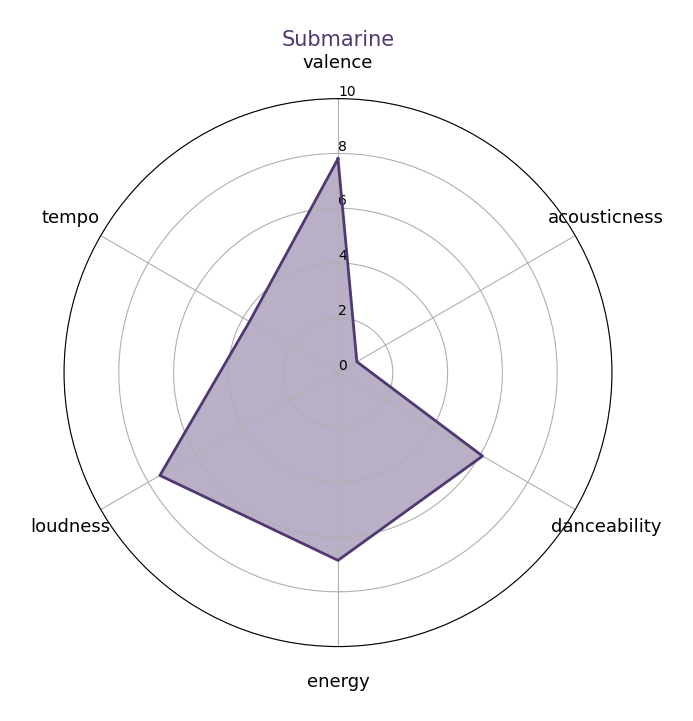 Submarine
valence
10
8
6
4
2
0
tempo
acousticness
loudness
danceability
energy